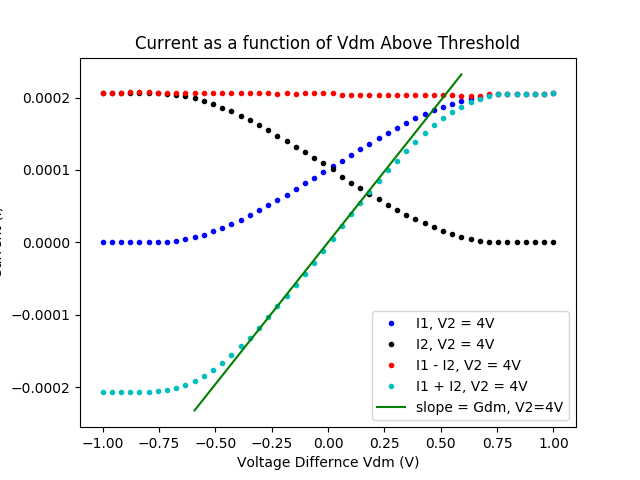 Current as a function of Vdm Above Threshold
0.0002
0.0001
0.0000
−0.0001
−0.0002
I1, V2 = 4V
I2, V2 = 4V
I1 - I2, V2 = 4V
I1 + I2, V2 = 4V
slope = Gdm, V2=4V
−1.00 −0.75 −0.50 −0.25 0.00 0.25 0.50 0.75 1.00
Voltage Differnce Vdm (V)